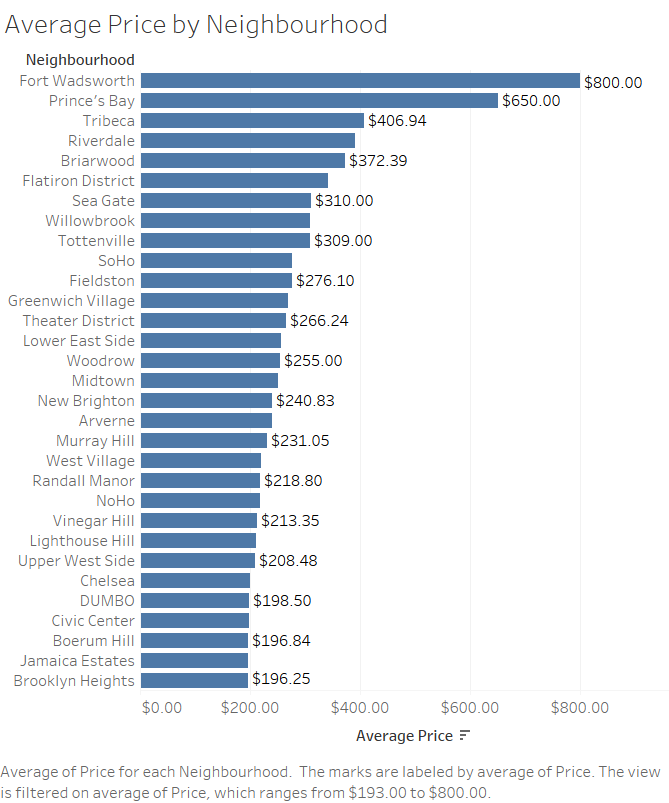 Average Price by Neighbourhood
Neighbourhood
Fort Wadsworth $800.00
Prince's Bay $650.00
Tribeca $406.94
Riverdale
Briarwood $372.39
Flatiron District
Sea Gate $310.00
Willowbrook
Tottenville $309.00
SoHo
Fieldston $276.10
Greenwich Village
Theater District $266.24
Lower East Side
Woodrow $255.00
Midtown
New Brighton $240.83
Arverne
Murray Hill $231.05
West Village
Randall Manor $218.80
NoHo
Vinegar Hill $213.35
Lighthouse Hill
Upper West Side $208.48
Chelsea
DUMBO $198.50
Civic Center
Boerum Hill $196.84
Jamaica Estates
Brooklyn Heights $196.25
$0.00 $200.00 $400.00 $600.00 $800.00
Average Price
Average of Price for each Neighbourhood.  The marks are labeled by average of Price. The view
is filtered on average of Price, which ranges from $193.00 to $800.00.